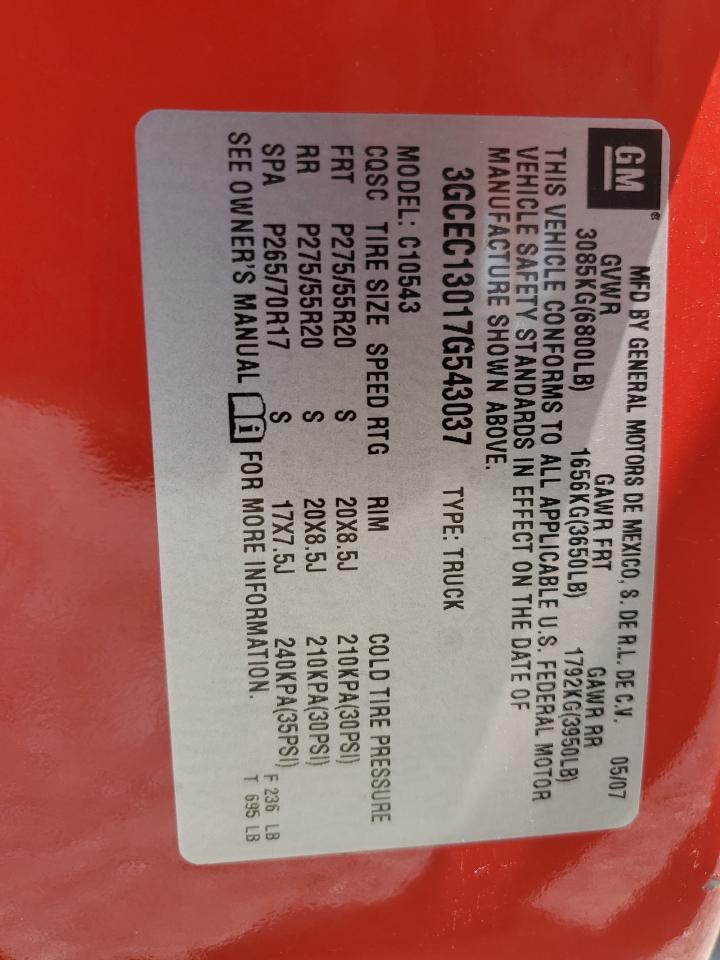 GM®
MFD BY GENERAL MOTORS DE MEXICO, S. DE R.L. DE C.V. 05/07
GVWR GAWR FRT GAWR RR
3085KG(6800LB) 1656KG(3650LB) 1792KG(3950LB)
THIS VEHICLE CONFORMS TO ALL APPLICABLE U.S. FEDERAL MOTOR
VEHICLE SAFETY STANDARDS IN EFFECT ON THE DATE OF
MANUFACTURE SHOWN ABOVE.
3GCEC13017G543037 TYPE: TRUCK
MODEL: C10543
CQSC TIRE SIZE SPEED RTG RIM COLD TIRE PRESSURE
FRT P275/55R20 S 20X8.5J 210KPA(30PSI)
RR P275/55R20 S 20X8.5J 210KPA(30PSI)
SPA P265/70R17 S 17X7.5J 240KPA(35PSI)
SEE OWNER'S MANUAL FOR MORE INFORMATION.
F 236 LB
T 695 LB